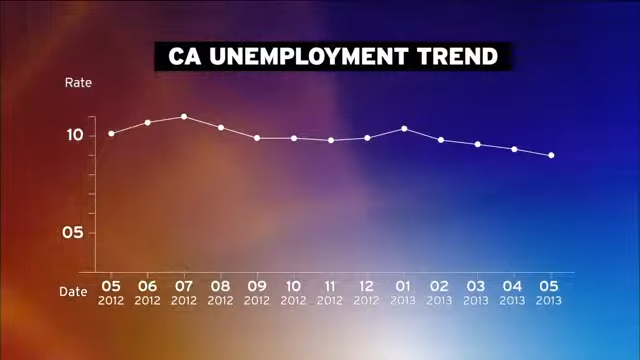 CA UNEMPLOYMENT TREND
Rate
10
05
Date
05 06 07 08 09 10 11 12 01 02 03 04 05
2012 2012 2012 2012 2012 2012 2012 2012 2013 2013 2013 2013 2013